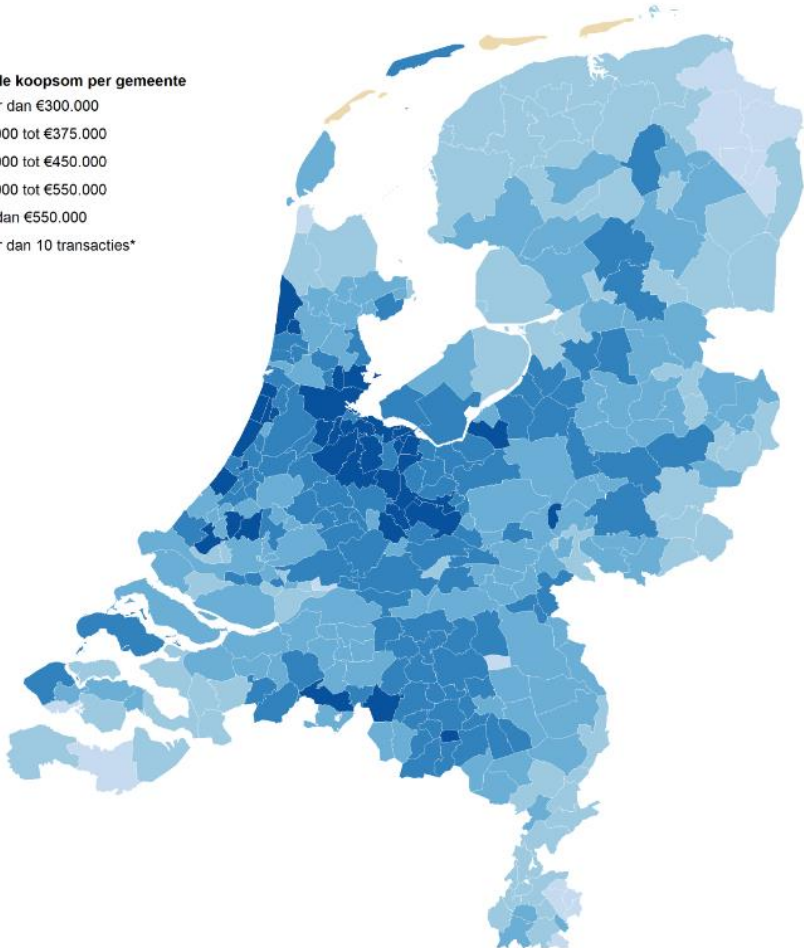 de koopsom per gemeente
dan €300.000
tot €375.000
tot €450.000
tot €550.000
dan €550.000
dan 10 transacties*